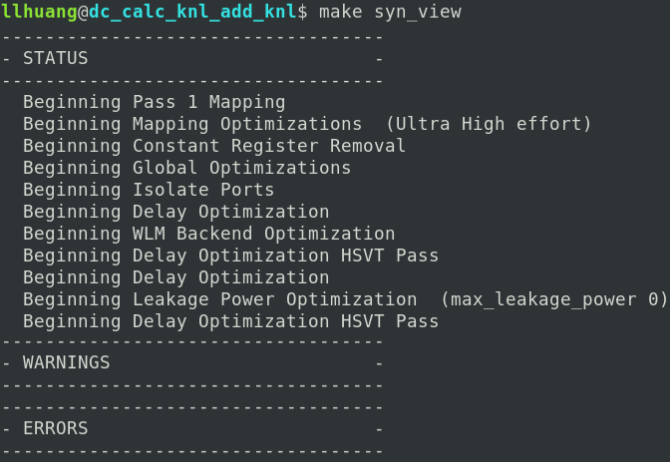 llhuang@dc_calc_knl_add_knl$ make syn_view
-----------------------------------
- STATUS                          -
-----------------------------------
  Beginning Pass 1 Mapping
  Beginning Mapping Optimizations  (Ultra High effort)
  Beginning Constant Register Removal
  Beginning Global Optimizations
  Beginning Isolate Ports
  Beginning Delay Optimization
  Beginning WLM Backend Optimization
  Beginning Delay Optimization HSVT Pass
  Beginning Delay Optimization
  Beginning Leakage Power Optimization  (max_leakage_power 0)
  Beginning Delay Optimization HSVT Pass
-----------------------------------
- WARNINGS                        -
-----------------------------------
-----------------------------------
- ERRORS                          -
-----------------------------------